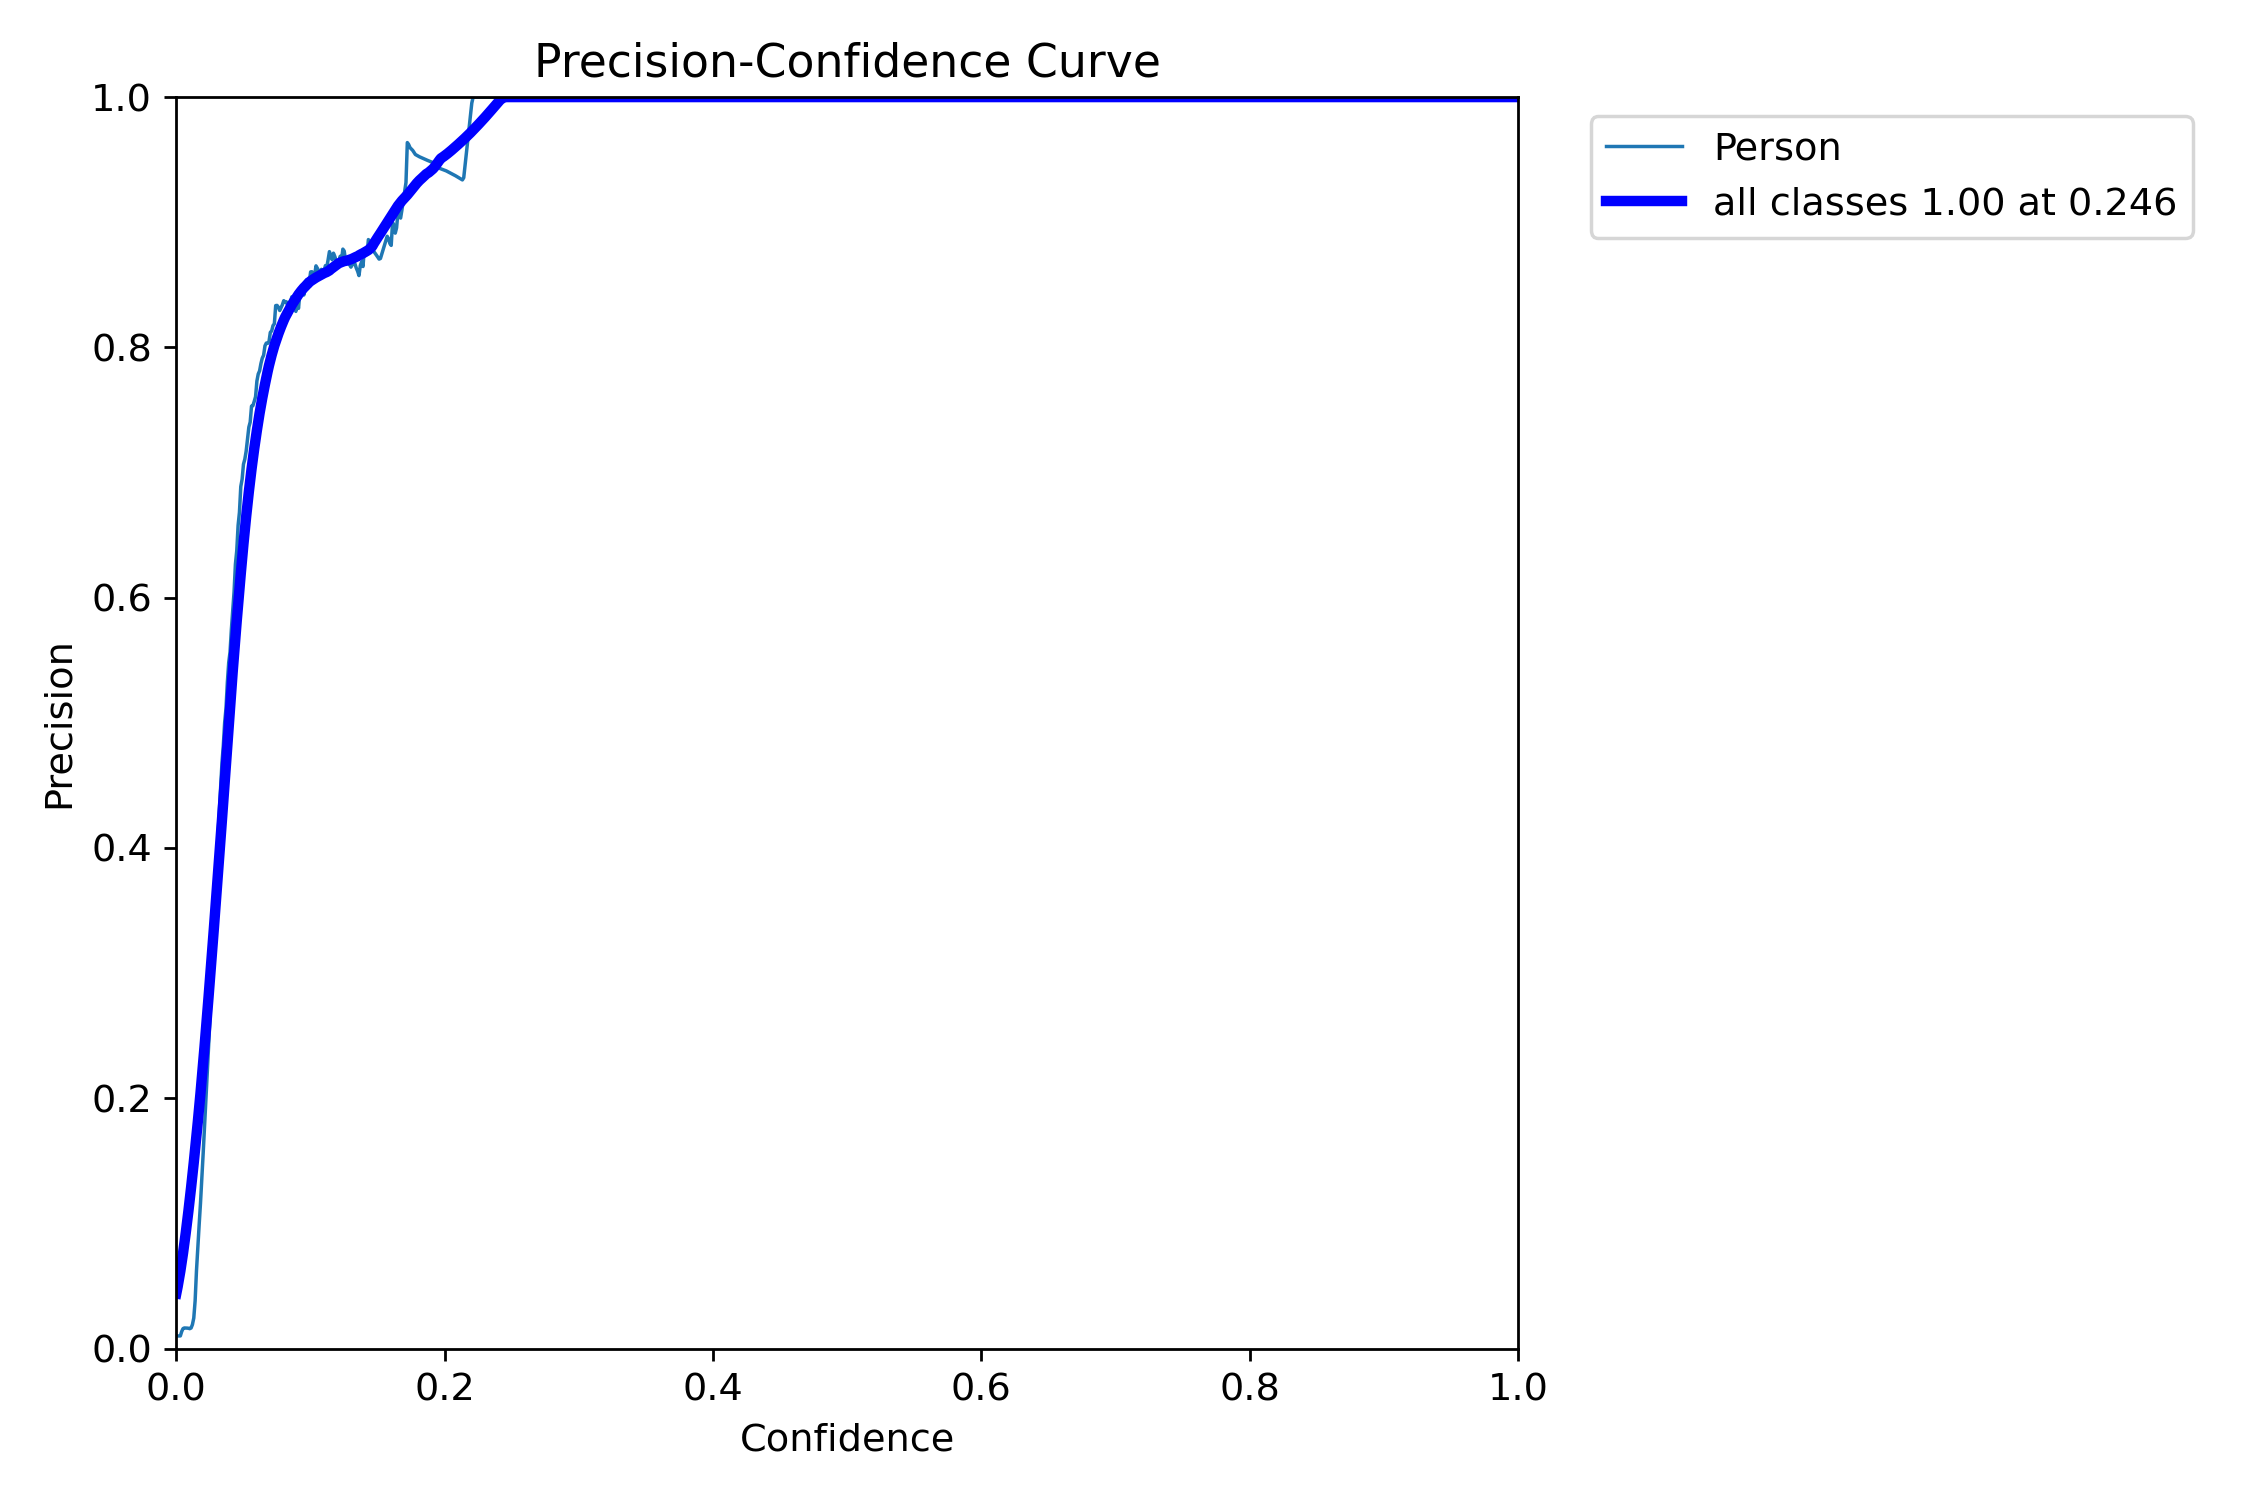 Precision-Confidence Curve
1.0
0.8
0.6
0.4
0.2
0.0
Precision
0.0 0.2 0.4 0.6 0.8 1.0
Confidence
Person
all classes 1.00 at 0.246